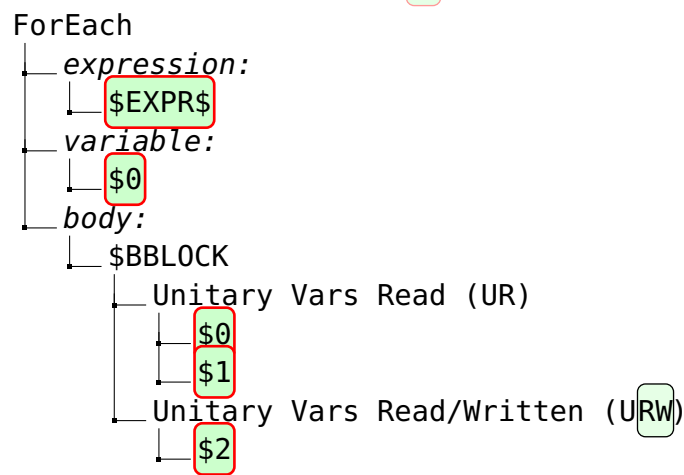 ForEach
expression:
$EXPR$
variable:
$0
body:
$BBLOCK
Unitary Vars Read (UR)
$0
$1
Unitary Vars Read/Written (URW)
$2